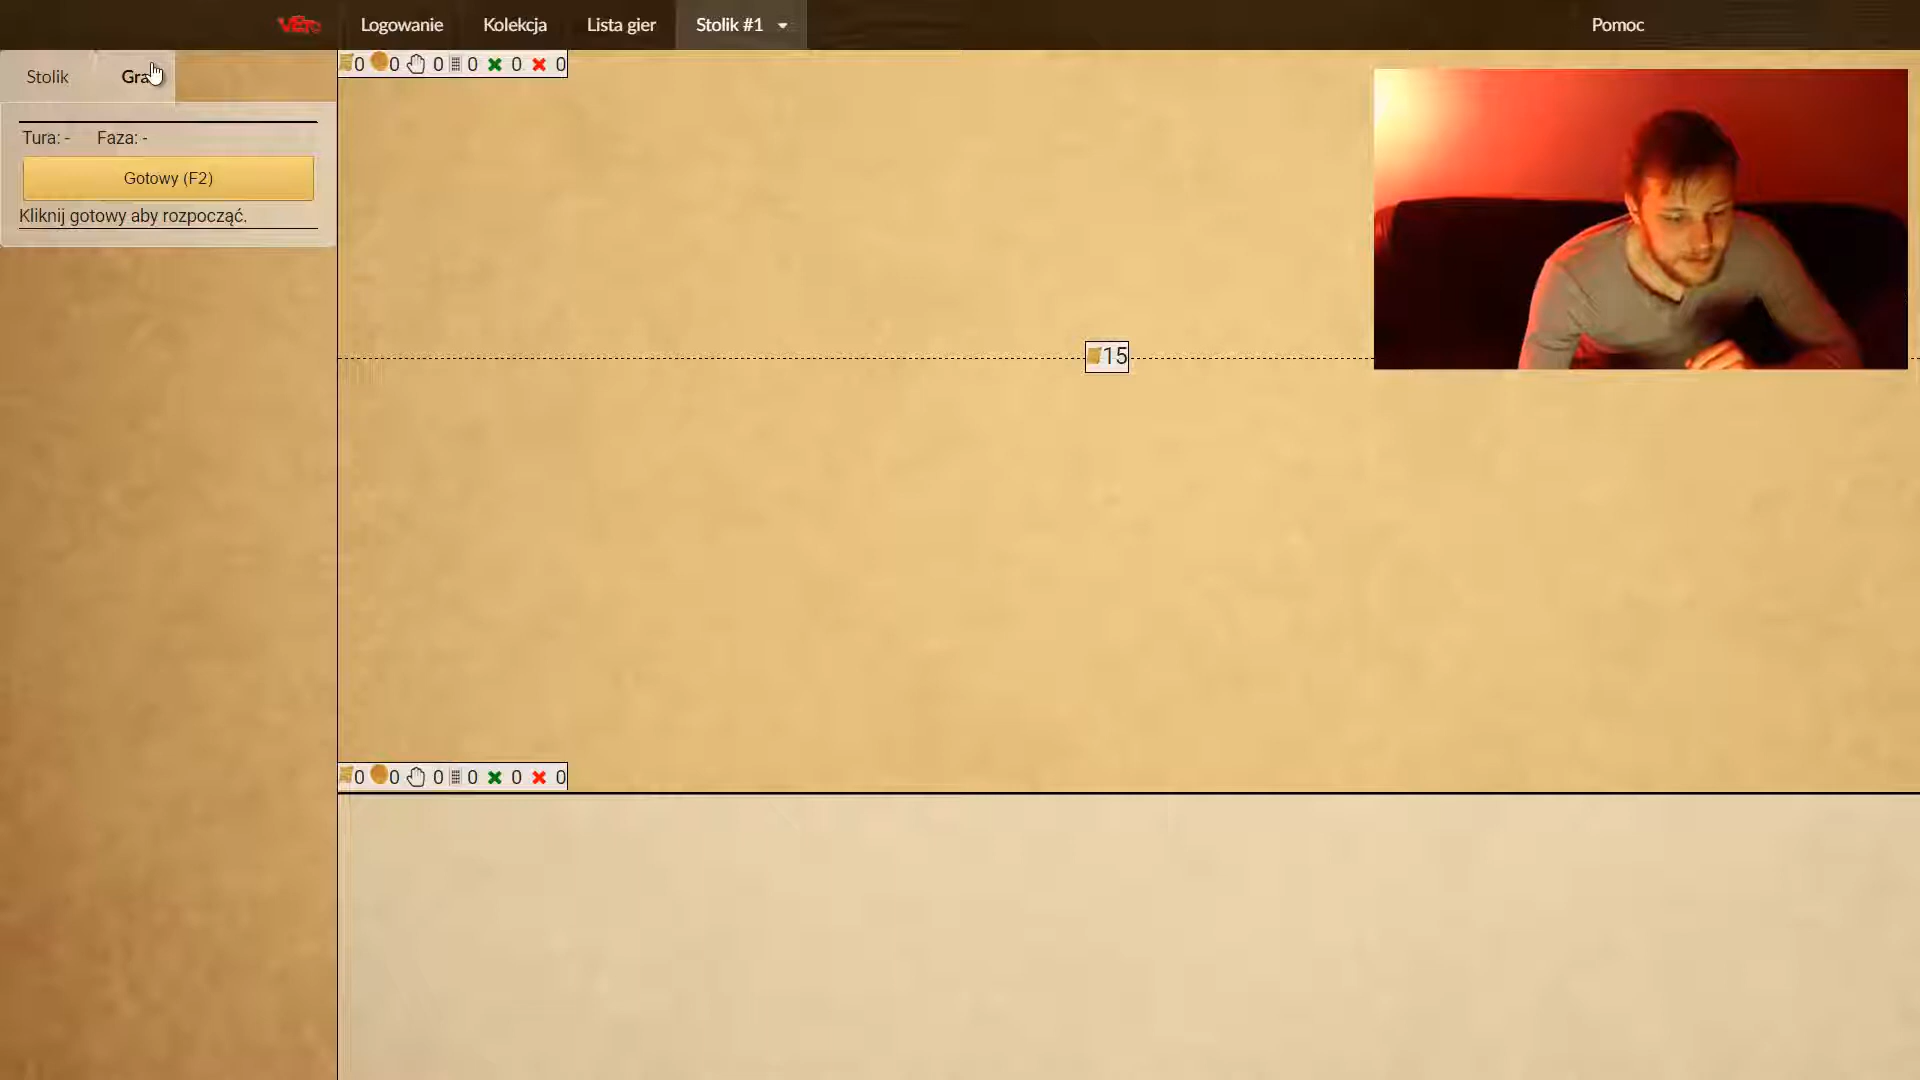 Logowanie Kolekcja Lista gier Stolik #1 Pomoc
Stolik Gra
0 0 0 0 0 0
Tura: - Faza: -
Gotowy (F2)
Kliknij gotowy aby rozpocząć.
15
0 0 0 0 0 0